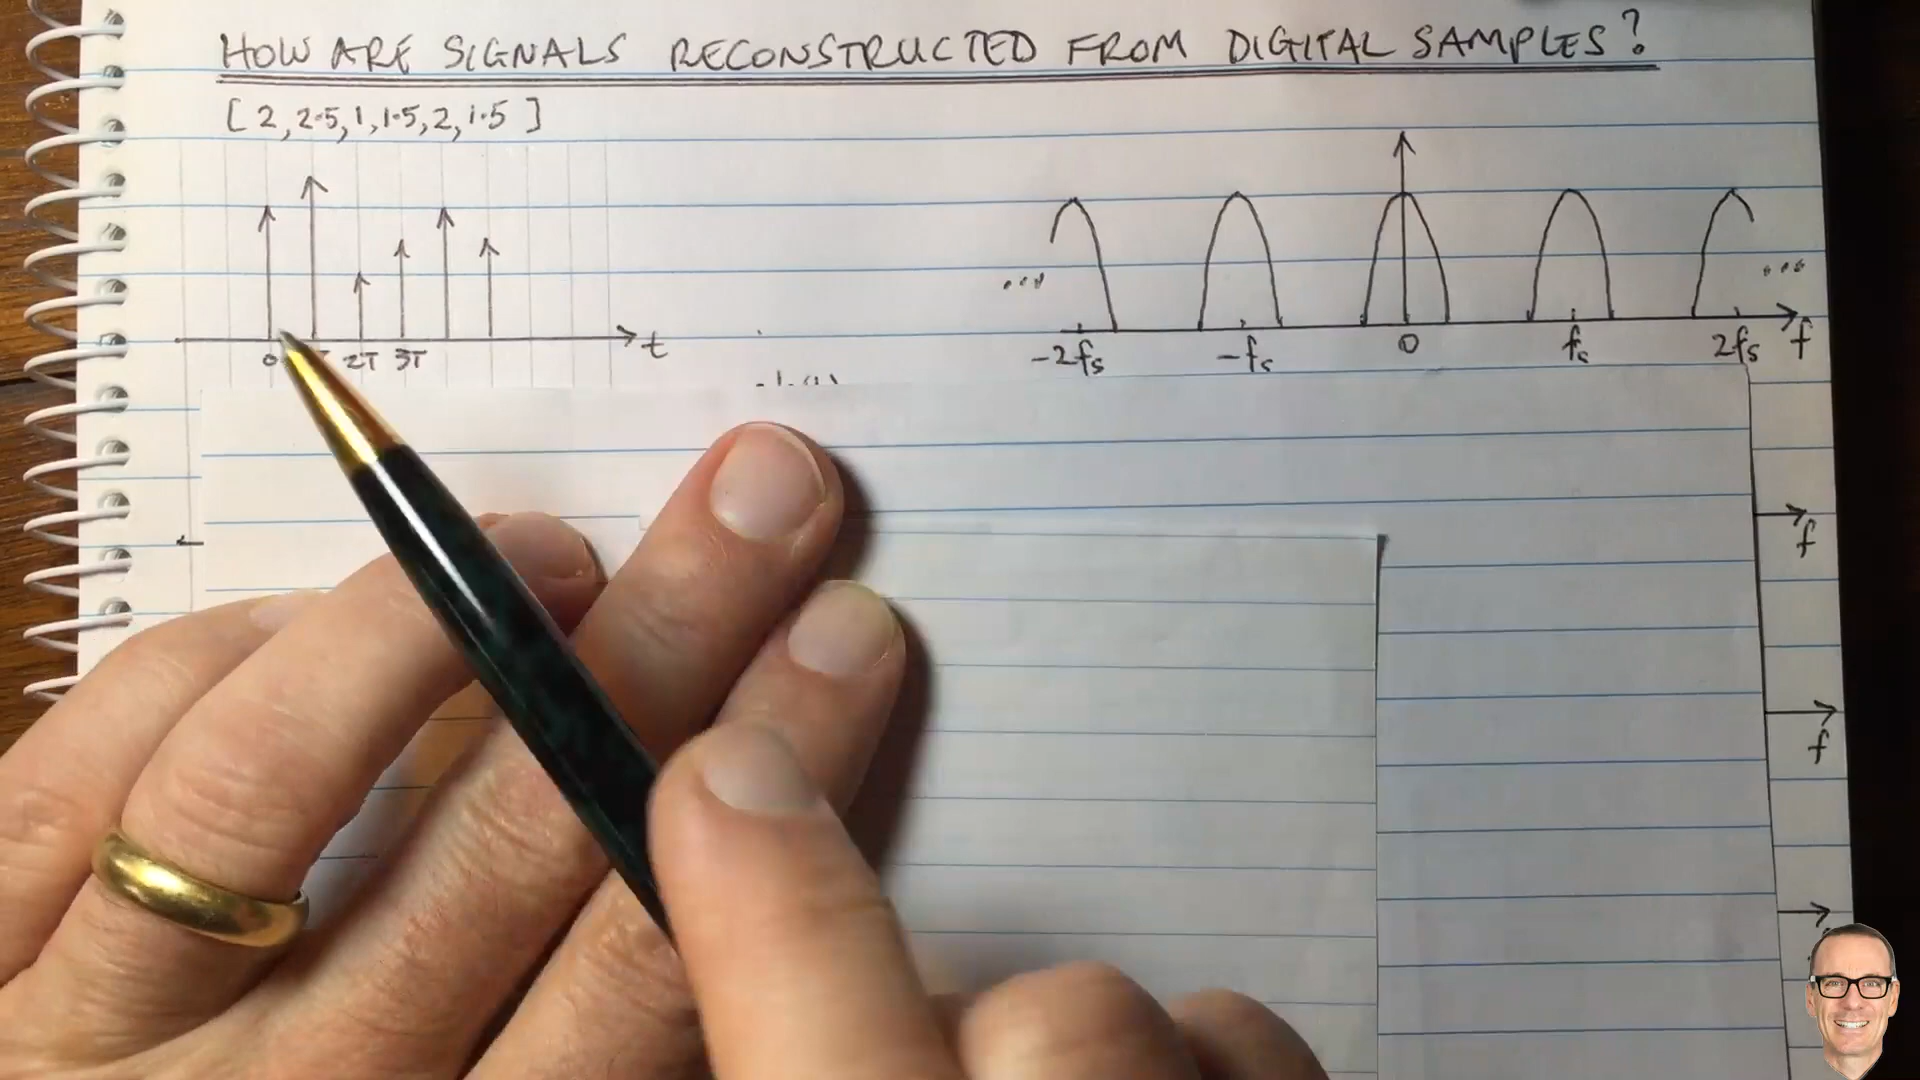 HOW ARE SIGNALS RECONSTRUCTED FROM DIGITAL SAMPLES?
[2, 2.5, 1, 1.5, 2, 1.5]
... ...
0 2T 3T t
-2fs -fs 0 fs 2fs f
f
f